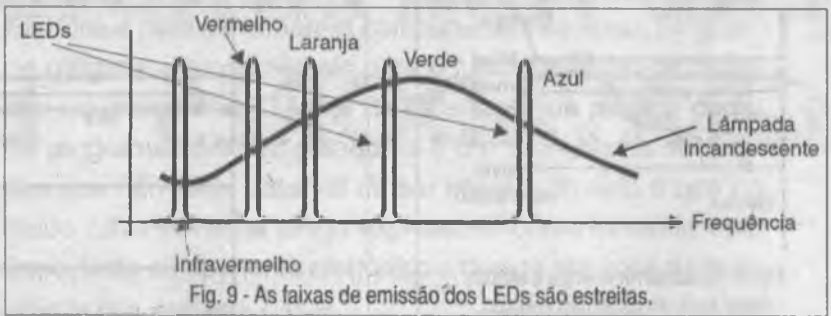 LEDs
Vermelho
Laranja
Verde
Azul
Lâmpada
Incandescente
Frequência
Infravermelho
Fig. 9 - As faixas de emissão dos LEDs são estreitas.